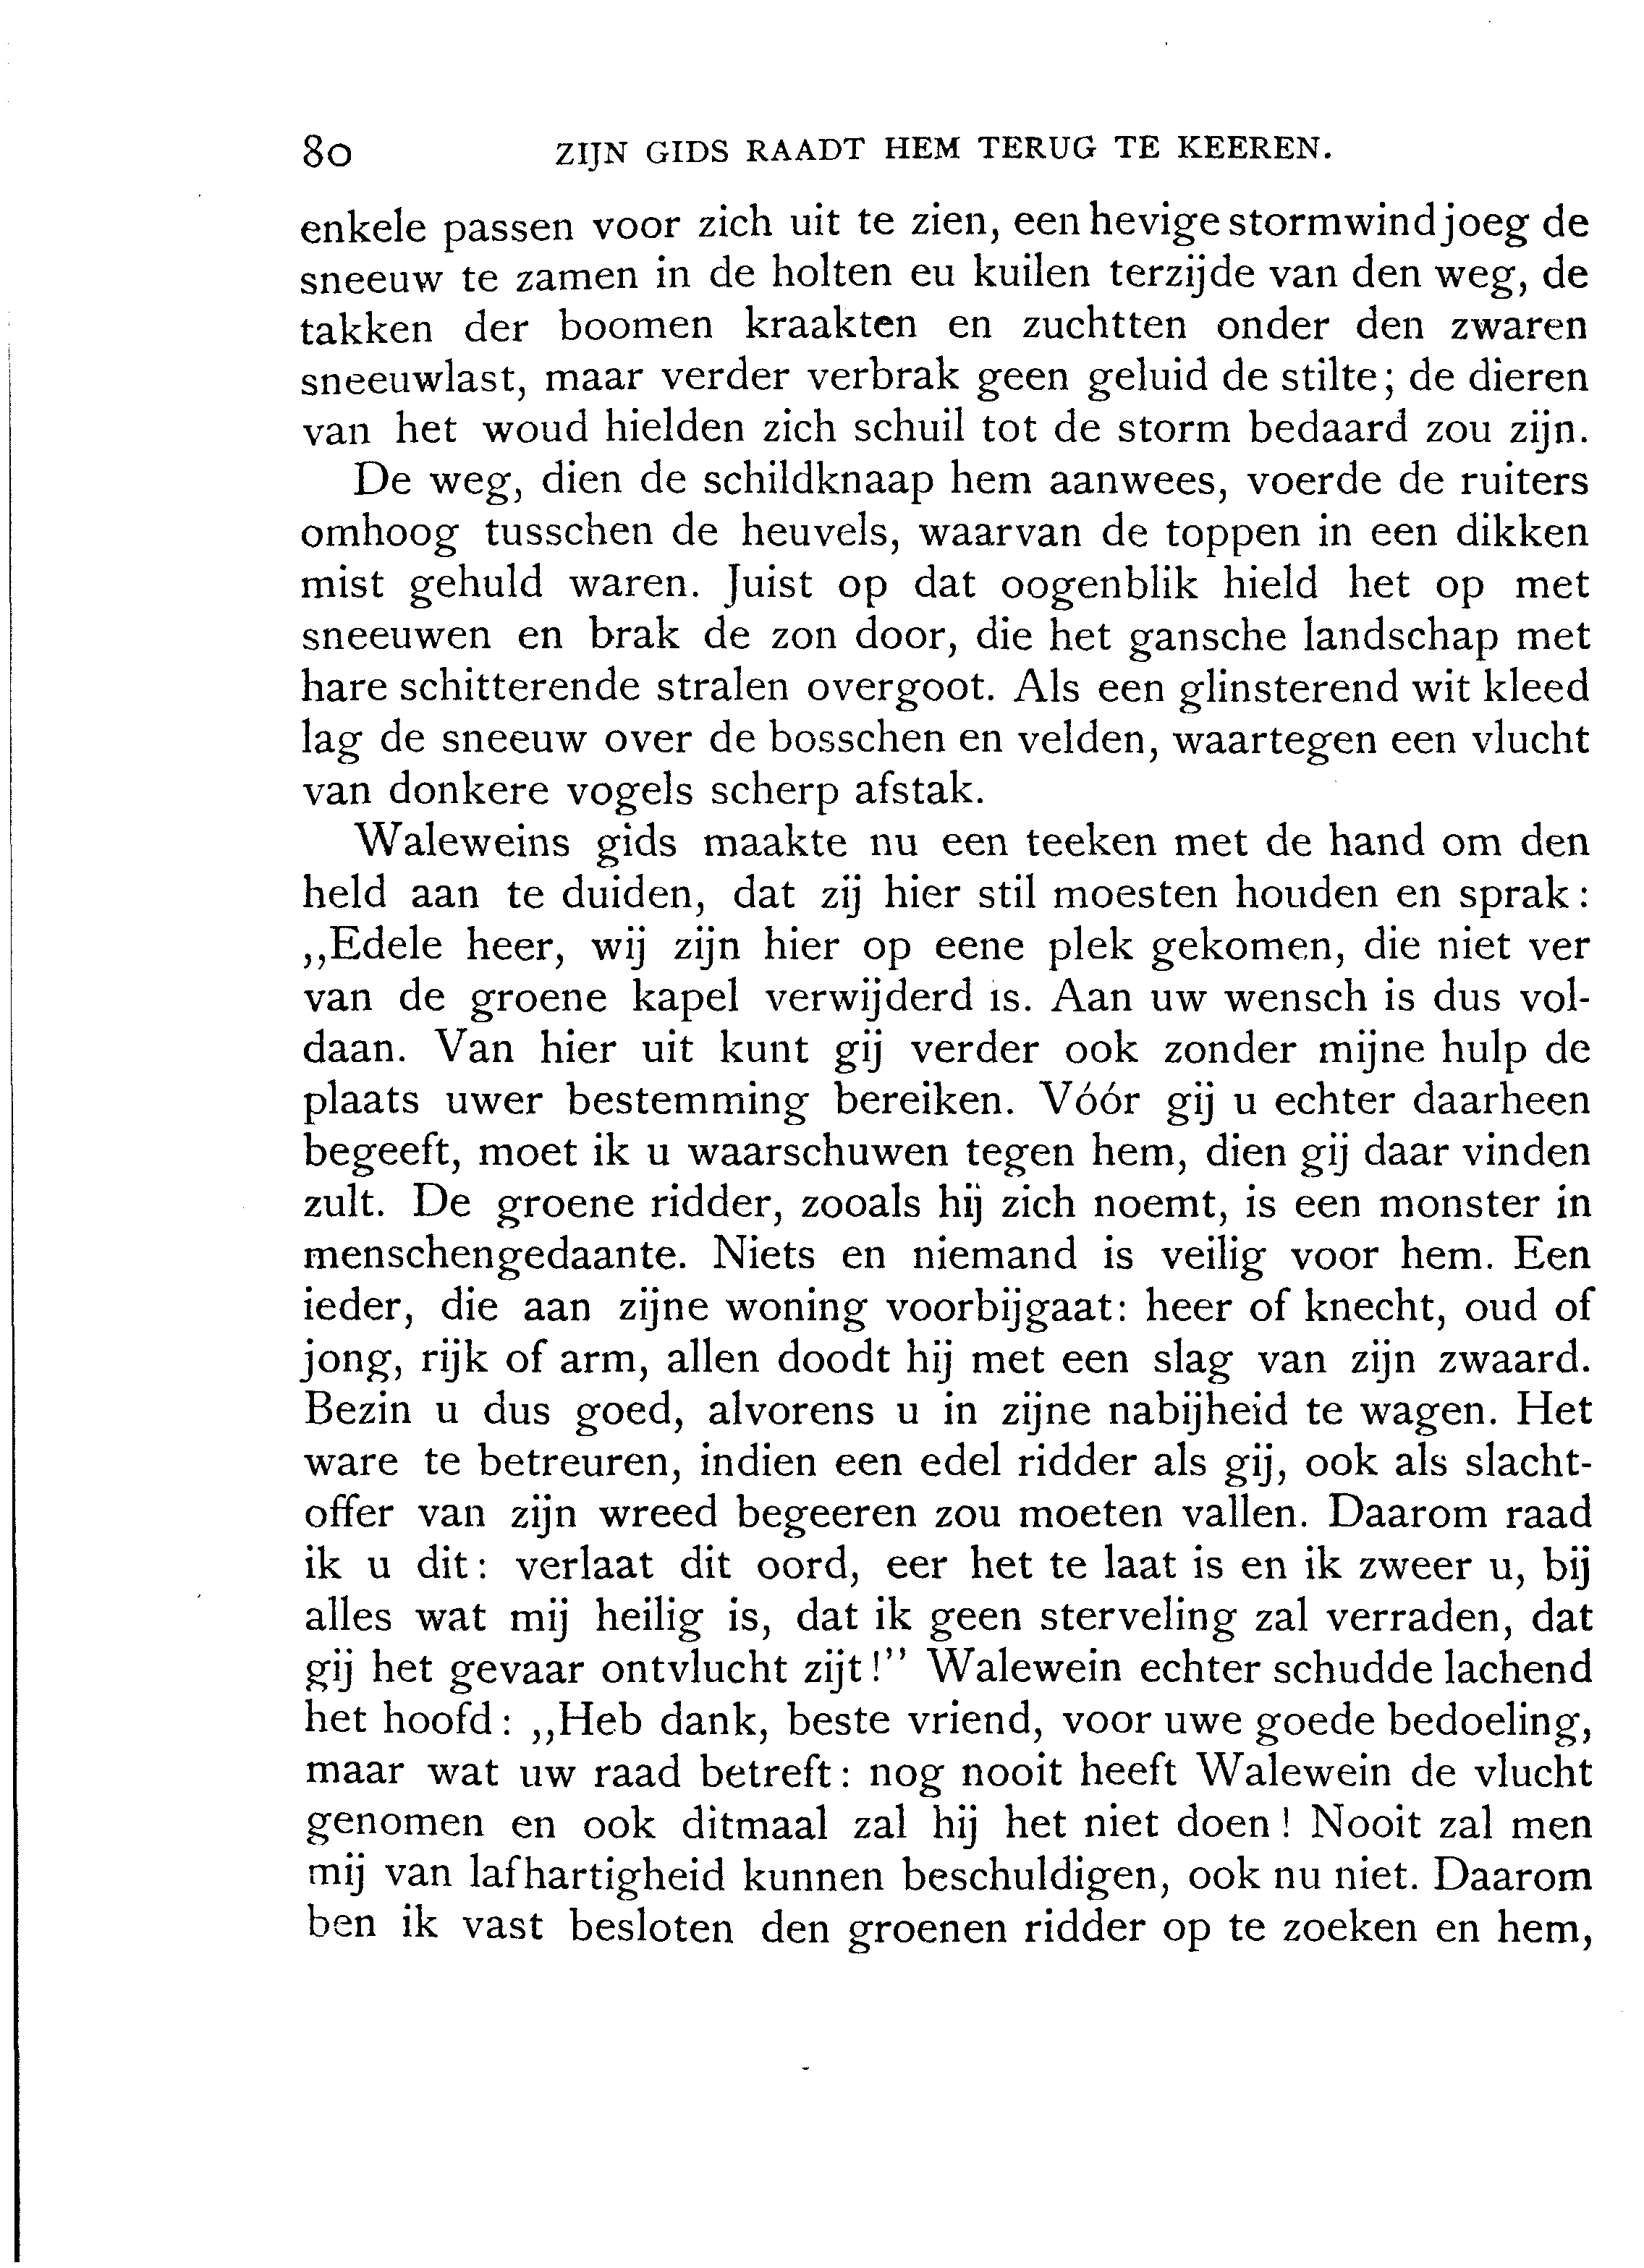 80 ZIJN GIDS RAADT HEM TERUG TE KEEREN.
enkele passen voor zich uit te zien, een hevige stormwind joeg de
sneeuw te zamen in de holten eu kuilen terzijde van den weg, de
takken der boomen kraakten en zuchtten onder den zwaren
sneeuwlast, maar verder verbrak geen geluid de stilte; de dieren
van het woud hielden zich schuil tot de storm bedaard zou zijn.
De weg, dien de schildknaap hem aanwees, voerde de ruiters
omhoog tusschen de heuvels, waarvan de toppen in een dikken
mist gehuld waren. Juist op dat oogenblik hield het op met
sneeuwen en brak de zon door, die het gansche landschap met
hare schitterende stralen overgoot. Als een glinsterend wit kleed
lag de sneeuw over de bosschen en velden, waartegen een vlucht
van donkere vogels scherp afstak.
Waleweins gids maakte nu een teeken met de hand om den
held aan te duiden, dat zij hier stil moesten houden en sprak:
,,Edele heer, wij zijn hier op eene plek gekomen, die niet ver
van de groene kapel verwijderd is. Aan uw wensch is dus vol-
daan. Van hier uit kunt gij verder ook zonder mijne hulp de
plaats uwer bestemming bereiken. Vóór gij u echter daarheen
begeeft, moet ik u waarschuwen tegen hem, dien gij daar vinden
zult. De groene ridder, zooals hij zich noemt, is een monster in
menschengedaante. Niets en niemand is veilig voor hem. Een
ieder, die aan zijne woning voorbijgaat: heer of knecht, oud of
jong, rijk of arm, allen doodt hij met een slag van zijn zwaard.
Bezin u dus goed, alvorens u in zijne nabijheid te wagen. Het
ware te betreuren, indien een edel ridder als gij, ook als slacht-
offer van zijn wreed begeeren zou moeten vallen. Daarom raad
ik u dit: verlaat dit oord, eer het te laat is en ik zweer u, bij
alles wat mij heilig is, dat ik geen sterveling zal verraden, dat
gij het gevaar ontvlucht zijt!” Walewein echter schudde lachend
het hoofd: ,,Heb dank, beste vriend, voor uwe goede bedoeling,
maar wat uw raad betreft: nog nooit heeft Walewein de vlucht
genomen en ook ditmaal zal hij het niet doen! Nooit zal men
mij van lafhartigheid kunnen beschuldigen, ook nu niet. Daarom
ben ik vast besloten den groenen ridder op te zoeken en hem,